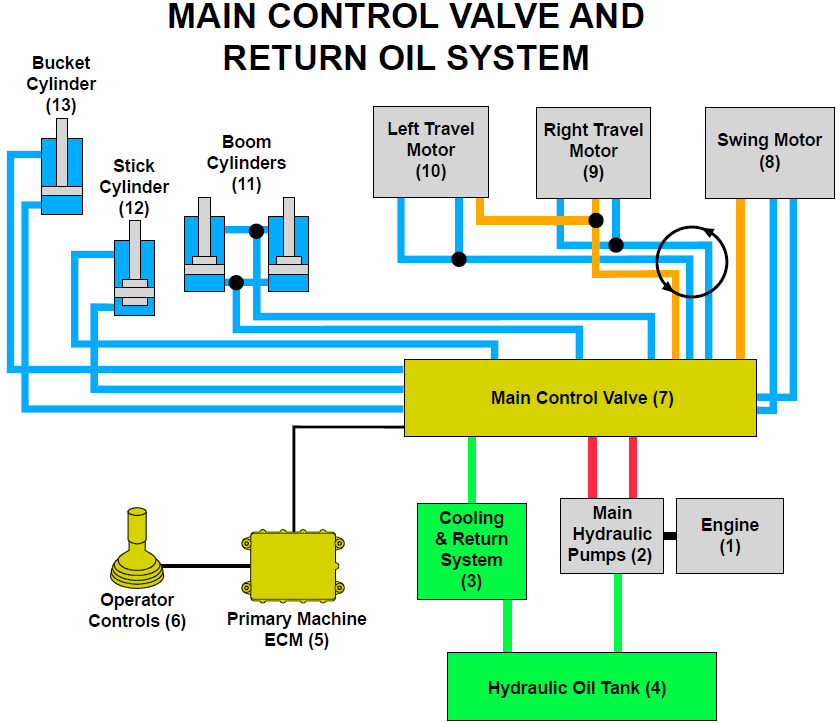 MAIN CONTROL VALVE AND
RETURN OIL SYSTEM
Bucket
Cylinder
(13)
Stick
Cylinder
(12)
Boom
Cylinders
(11)
Left Travel
Motor
(10)
Right Travel
Motor
(9)
Swing Motor
(8)
Main Control Valve (7)
Cooling
& Return
System
(3)
Main
Hydraulic
Pumps (2)
Engine
(1)
Operator
Controls (6)
Primary Machine
ECM (5)
Hydraulic Oil Tank (4)